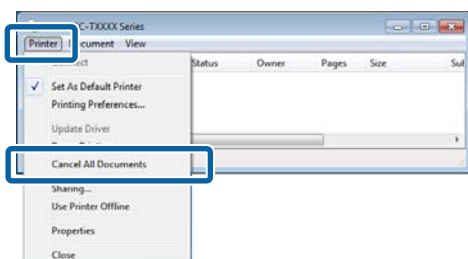 C-TXXXX Series
Printer Document View
Status Owner Pages Size
Set As Default Printer
Printing Preferences...
Update Driver
Cancel All Documents
Sharing...
Use Printer Offline
Properties
Close